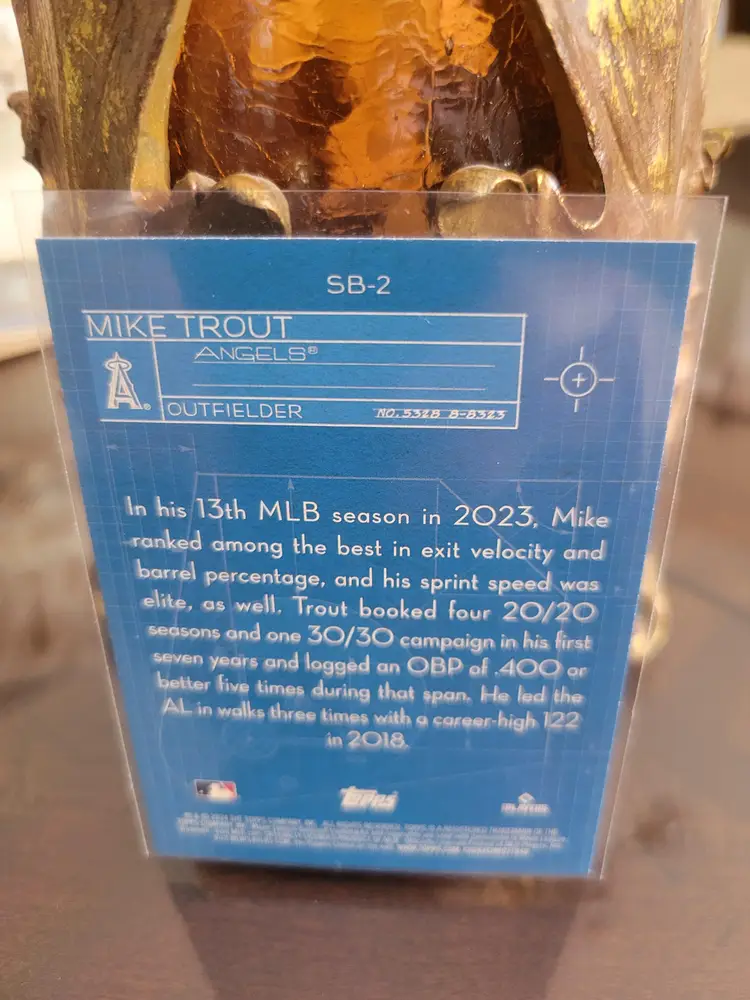 SB-2
MIKE TROUT
ANGELS®
A®
OUTFIELDER
NO. 532B B-8323
In his 13th MLB season in 2023, Mike
ranked among the best in exit velocity and
barrel percentage, and his sprint speed was
elite, as well. Trout booked four 20/20
seasons and one 30/30 campaign in his first
seven years and logged an OBP of .400 or
better five times during that span. He led the
AL in walks three times with a career-high 122
in 2018.
topps